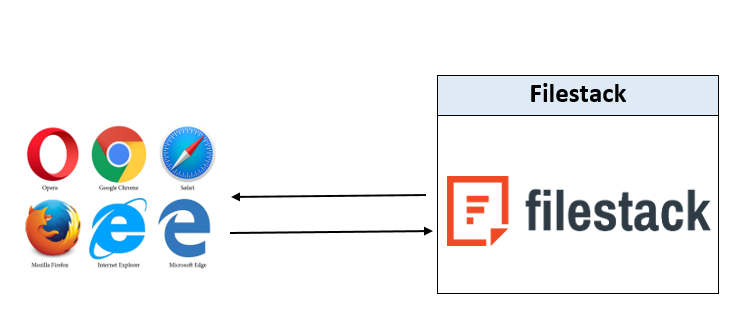 Filestack
Opera
Google Chrome
Safari
filestack
Mozilla Firefox
Internet Explorer
Microsoft Edge